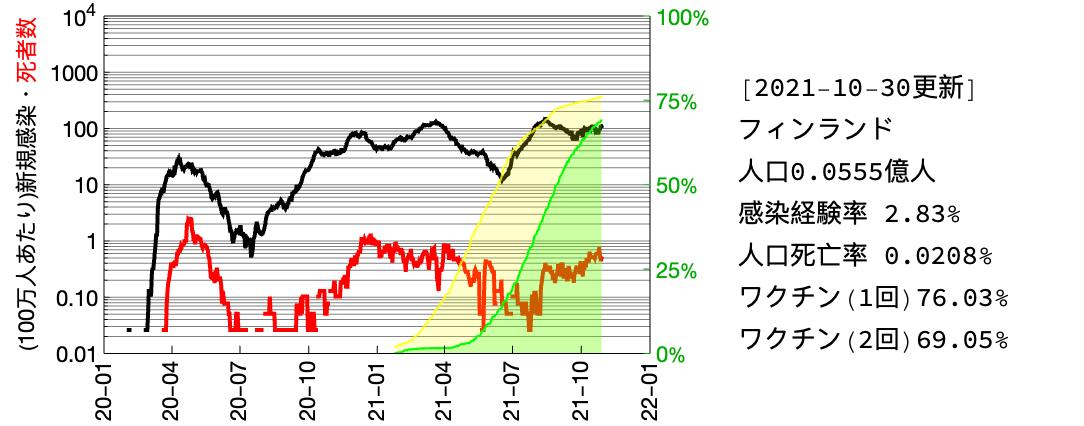 (100万人あたり)新規感染・死者数
10^4
1000
100
10
1
0.1
0.10
0.01
100%
75%
50%
25%
0%
20-01
20-04
20-07
20-10
21-01
21-04
21-07
21-10
22-01
[2021-10-30更新]
フィンランド
人口0.0555億人
感染経験率 2.83%
人口死亡率 0.0208%
ワクチン(1回)76.03%
ワクチン(2回)69.05%